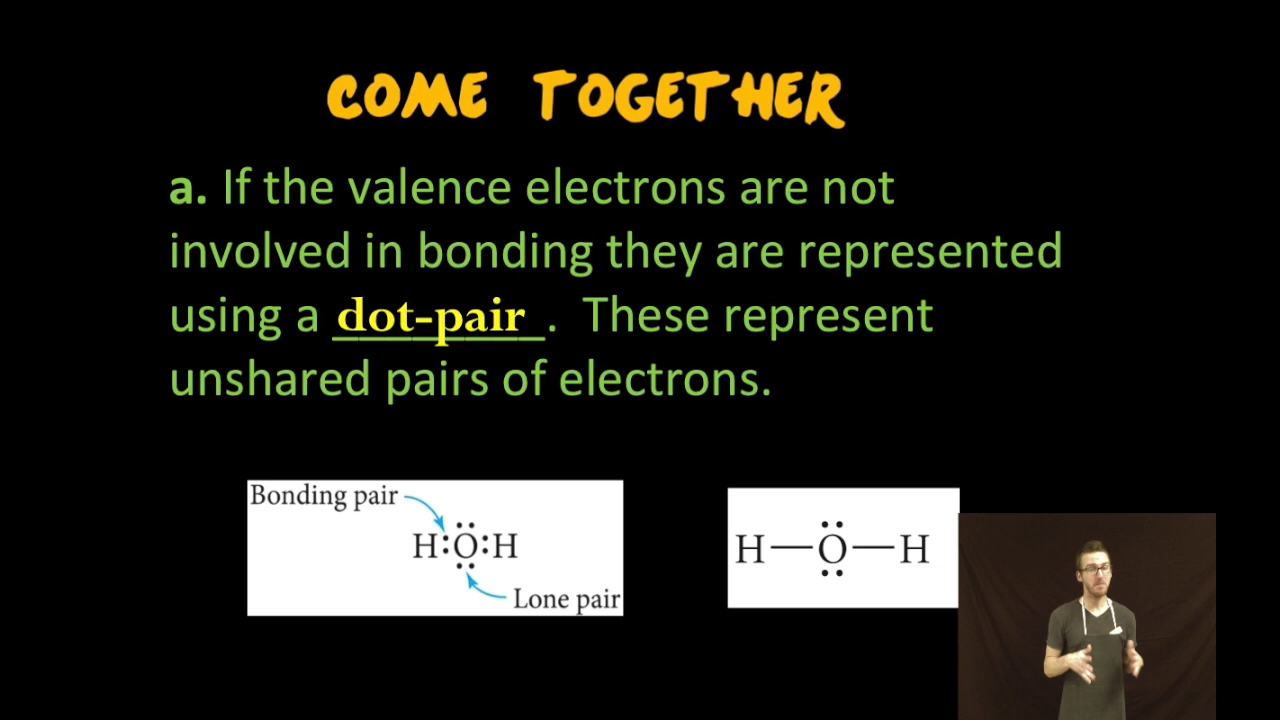 COME TOGETHER
a. If the valence electrons are not
involved in bonding they are represented
using a dot-pair. These represent
unshared pairs of electrons.
Bonding pair
H:Ö:H
Lone pair
H—Ö—H